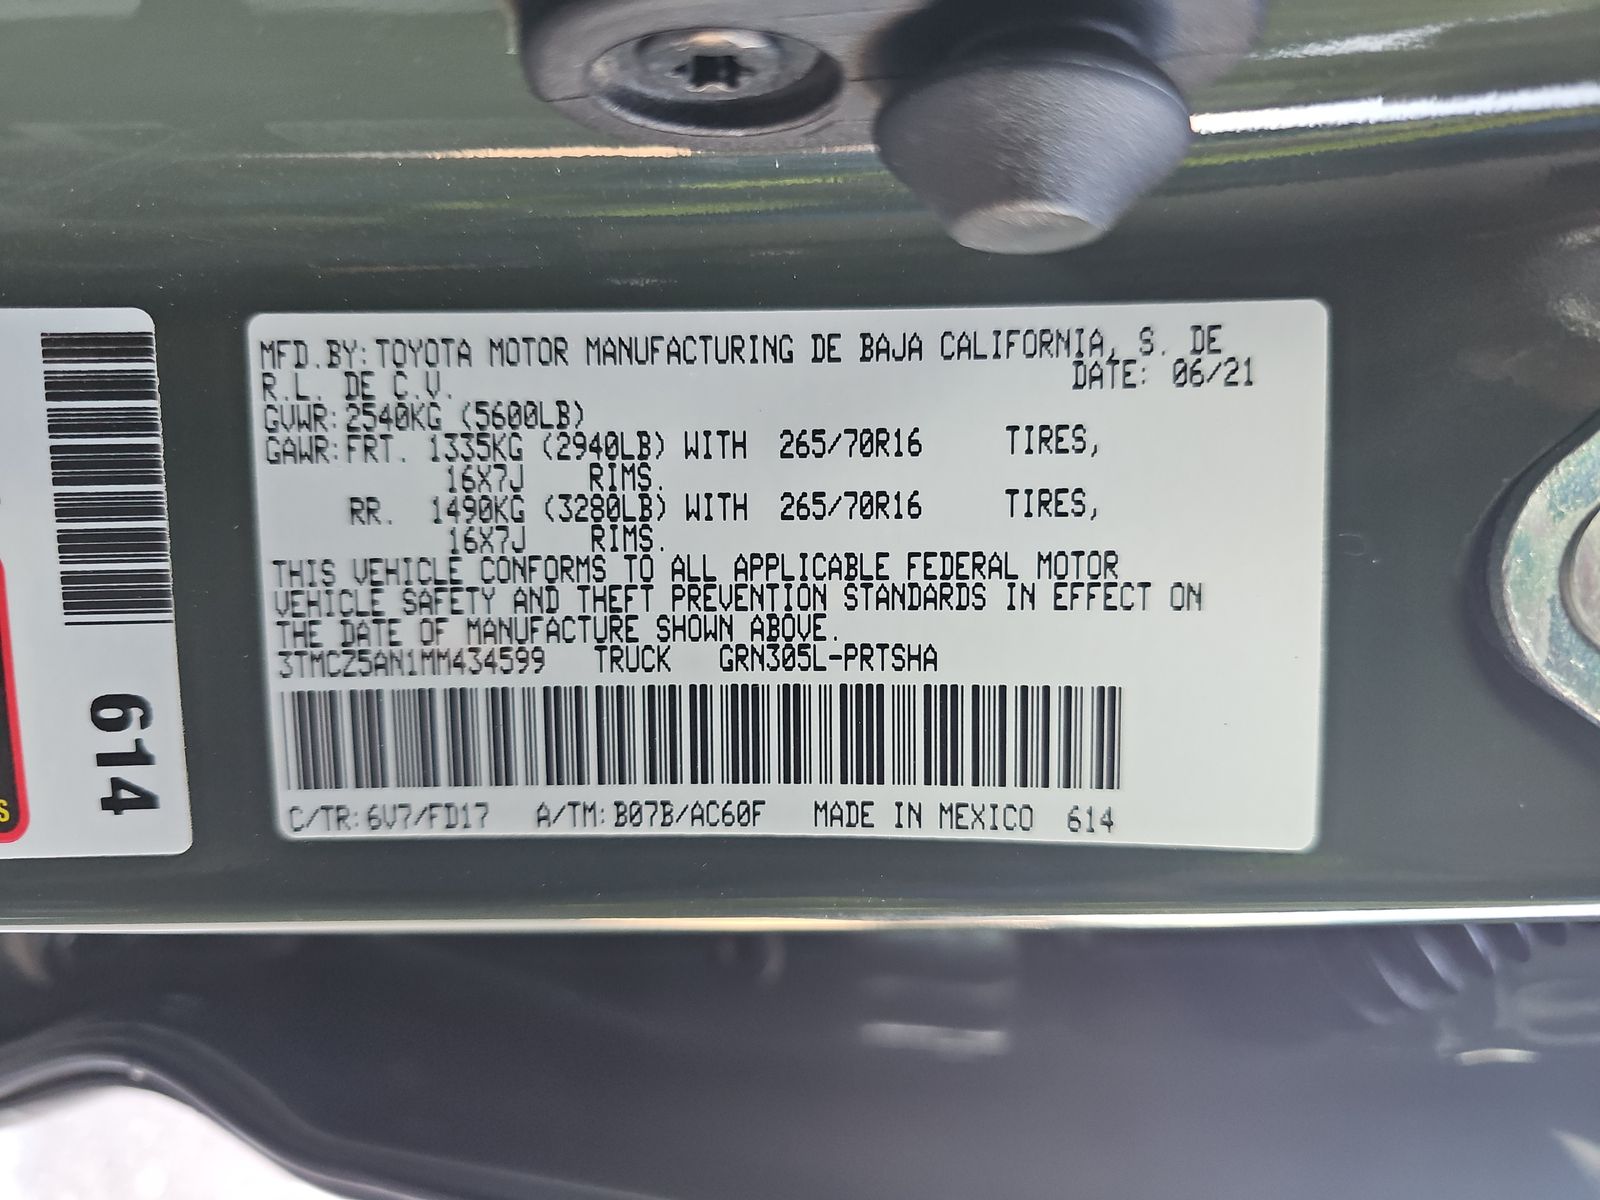 MFD.BY:TOYOTA MOTOR MANUFACTURING DE BAJA CALIFORNIA, S. DE
R.L. DE C.V. DATE: 06/21
GVWR:2540KG (5600LB)
GAWR:FRT. 1335KG (2940LB) WITH 265/70R16 TIRES,
16X7J RIMS.
RR. 1490KG (3280LB) WITH 265/70R16 TIRES,
16X7J RIMS.
THIS VEHICLE CONFORMS TO ALL APPLICABLE FEDERAL MOTOR
VEHICLE SAFETY AND THEFT PREVENTION STANDARDS IN EFFECT ON
THE DATE OF MANUFACTURE SHOWN ABOVE.
3TMCZ5AN1MM434599 TRUCK GRN305L-PRTSHA
C/TR:6V7/FD17 A/TM:B07B/AC60F MADE IN MEXICO 614
614
S